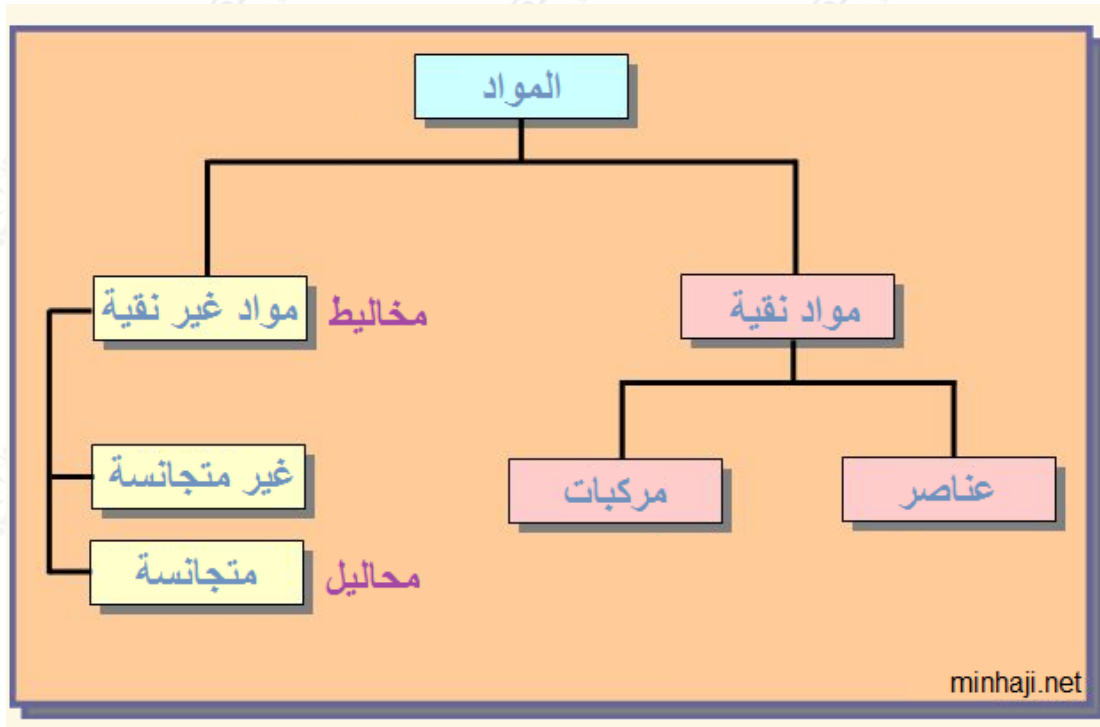 المواد
مواد نقية
مواد غير نقية
مخاليط
عناصر
مركبات
غير متجانسة
متجانسة
محاليل
minhaji.net